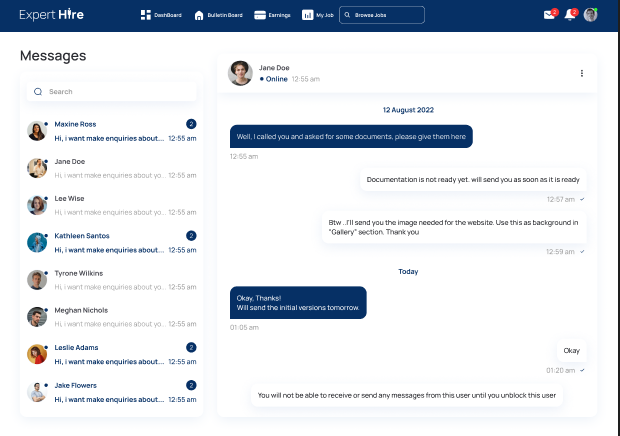 Expert Hire
DashBoard
Bulletin Board
Earnings
My Job
Browse Jobs
2
2
Messages
Search
Maxine Ross
2
Hi, i want make enquiries about... 12:55 am
Jane Doe
Hi, i want make enquiries about yo... 12:55 am
Lee Wise
Hi, i want make enquiries about yo... 12:55 am
Kathleen Santos
2
Hi, i want make enquiries about... 12:55 am
Tyrone Wilkins
Hi, i want make enquiries about yo... 12:55 am
Meghan Nichols
Hi, i want make enquiries about yo... 12:55 am
Leslie Adams
2
Hi, i want make enquiries about... 12:55 am
Jake Flowers
2
Hi, i want make enquiries about... 12:55 am
Jane Doe
Online 12:55 am
12 August 2022
Well, I called you and asked for some documents, please give them here
12:55 am
Documentation is not ready yet. will send you as soon as it is ready
12:57 am
Btw ..I'll send you the image needed for the website. Use this as background in
"Gallery" section. Thank you
12:59 am
Today
Okay, Thanks!
Will send the initial versions tomorrow.
01:05 am
Okay
01:20 am
You will not be able to receive or send any messages from this user until you unblock this user